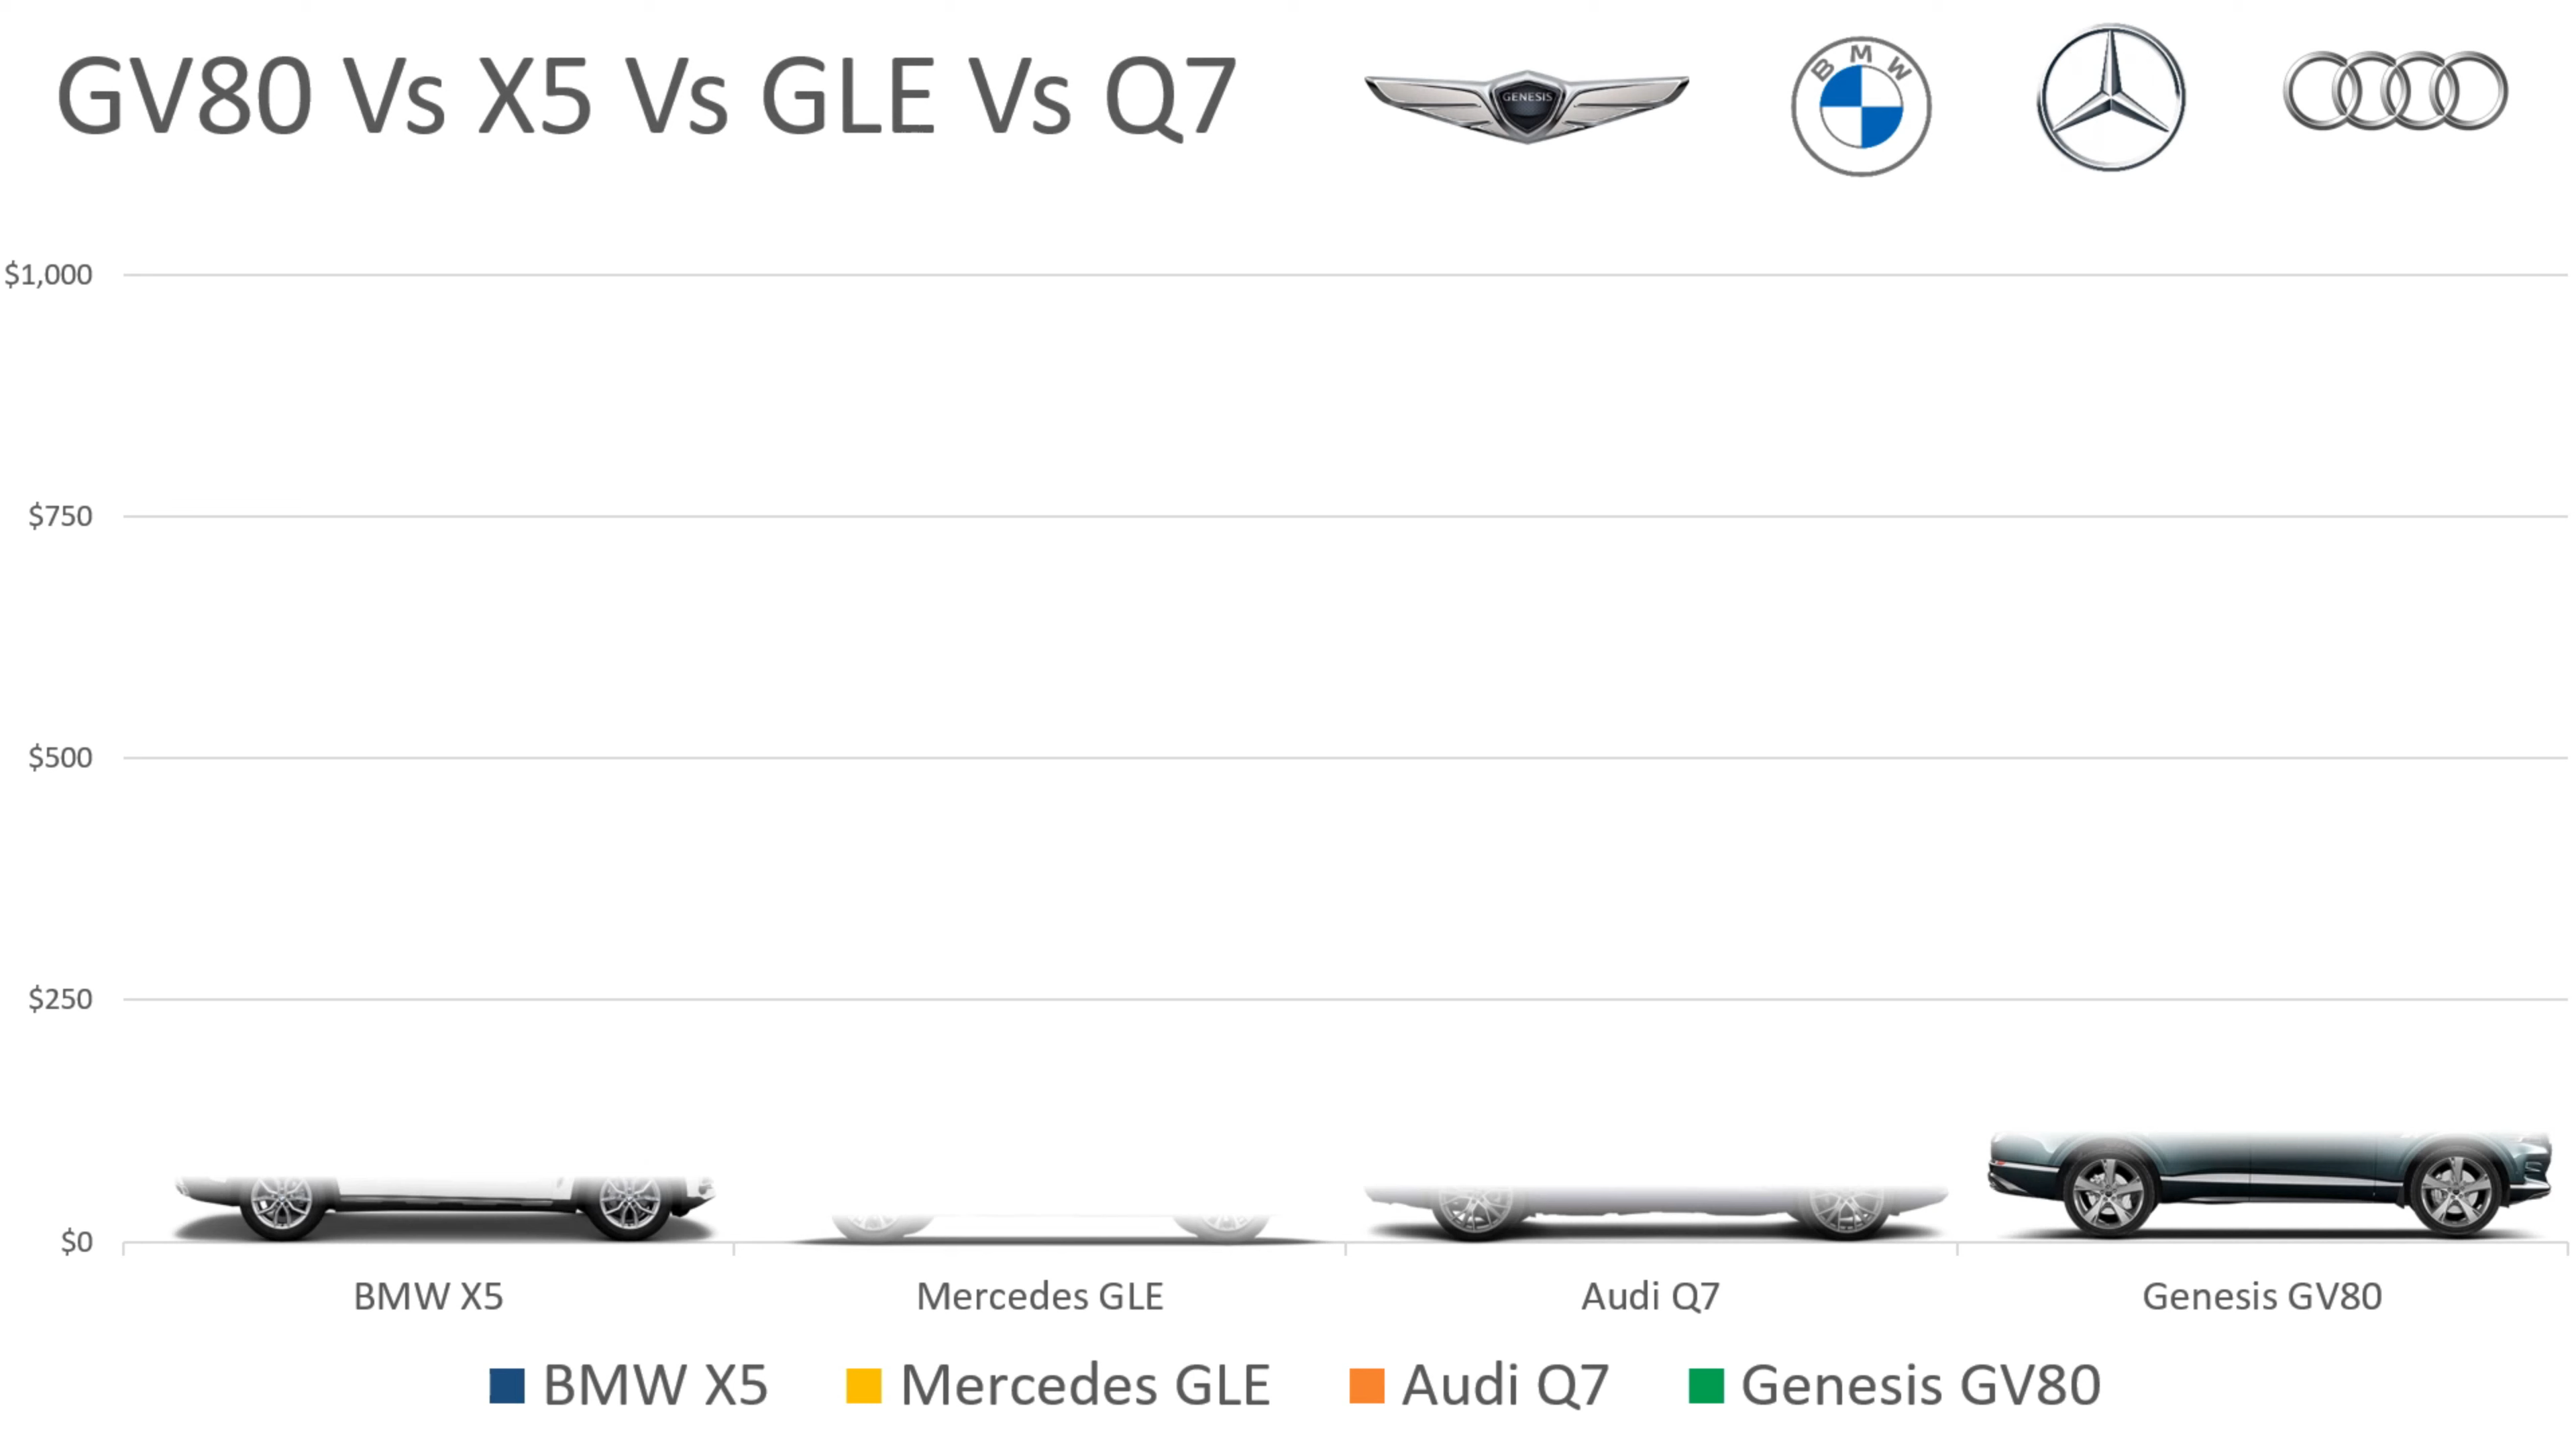 GV80 Vs X5 Vs GLE Vs Q7
GENESIS
BMW
$1,000
$750
$500
$250
$0
BMW X5
Mercedes GLE
Audi Q7
Genesis GV80
BMW X5
Mercedes GLE
Audi Q7
Genesis GV80